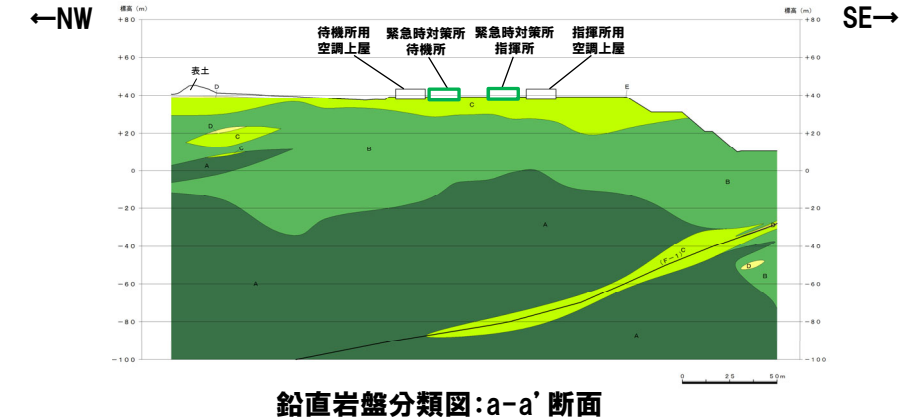 ←NW
標高(m)
標高(m)
SE→
+80
+80
待機所用
空調上屋
緊急時対策所
待機所
緊急時対策所
指揮所
指揮所用
空調上屋
+60
+60
表土
D
E
+40
+40
C
D
+20
+20
C
C
B
A
0
0
B
-20
-20
A
D
-40
-40
(F-1)
C
D
B
-60
-60
A
-80
-80
A
-100
-100
0 25 50m
鉛直岩盤分類図:a-a'断面